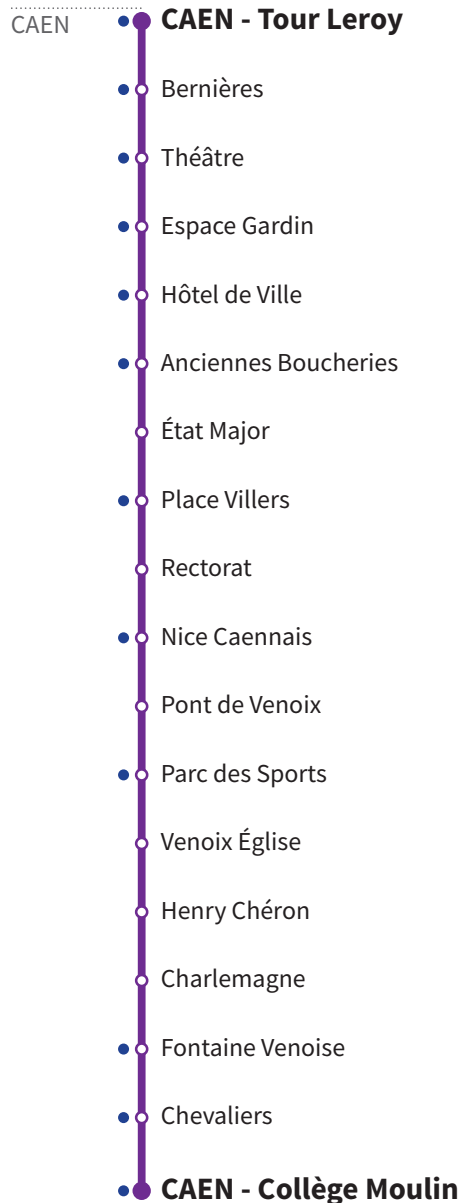 CAEN
CAEN - Tour Leroy
Bernières
Théâtre
Espace Gardin
Hôtel de Ville
Anciennes Boucheries
État Major
Place Villers
Rectorat
Nice Caennais
Pont de Venoix
Parc des Sports
Venoix Église
Henry Chéron
Charlemagne
Fontaine Venoise
Chevaliers
CAEN - Collège Moulin